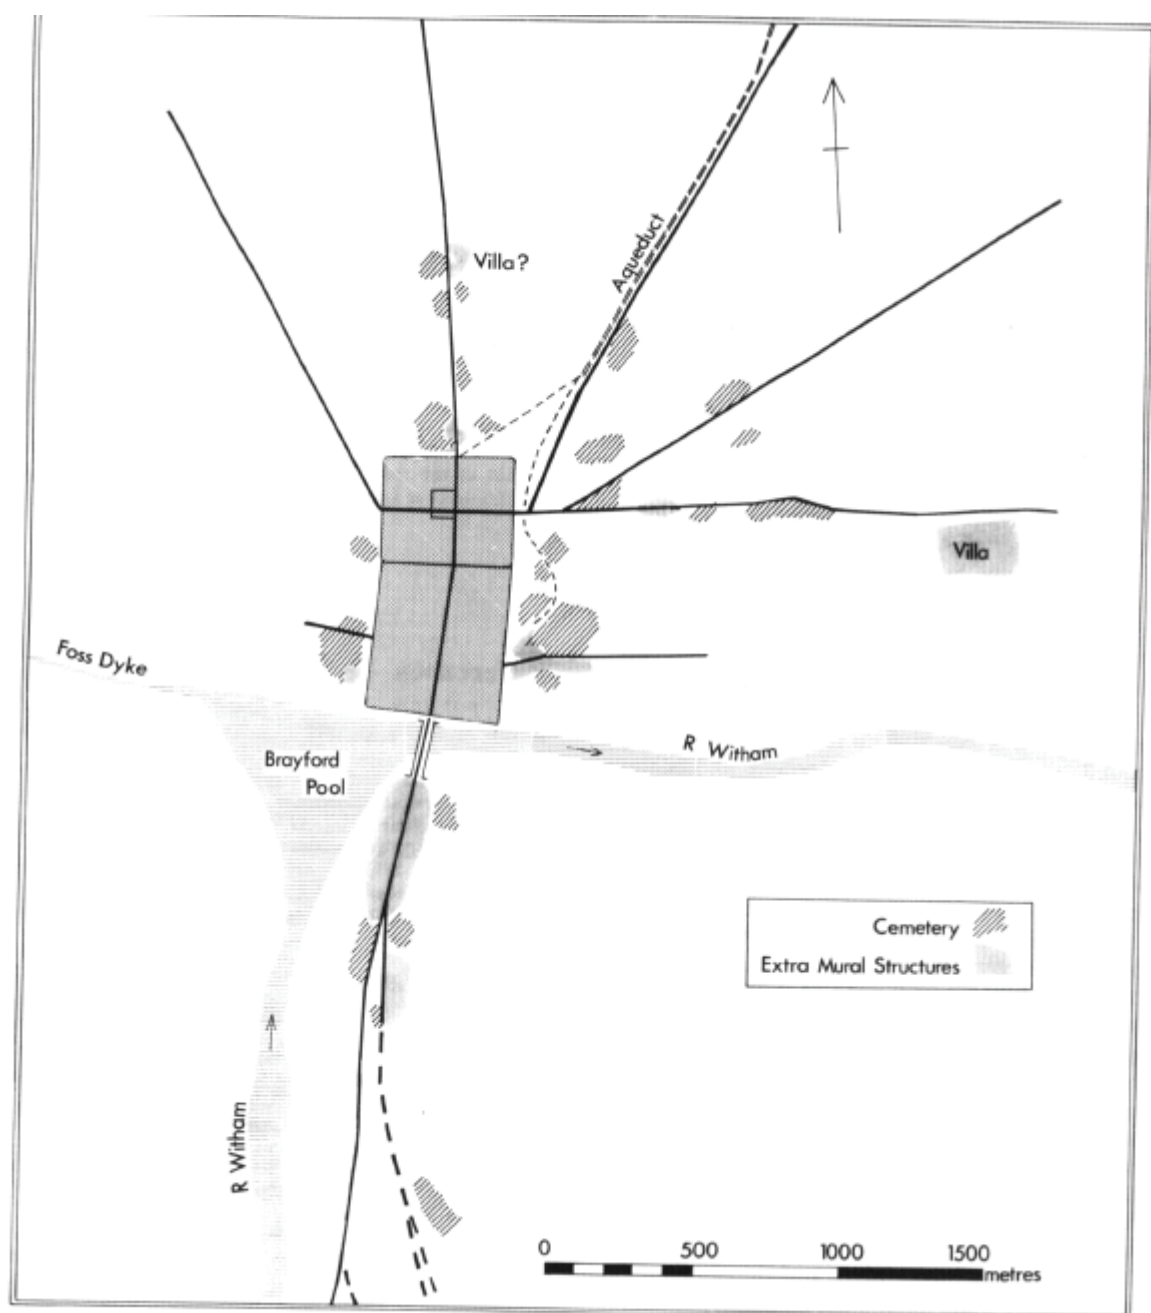 Villa?
Aqueduct
Villa
Foss Dyke
R Witham
Brayford
Pool
Cemetery
Extra Mural Structures
R Witham
0 500 1000 1500
metres